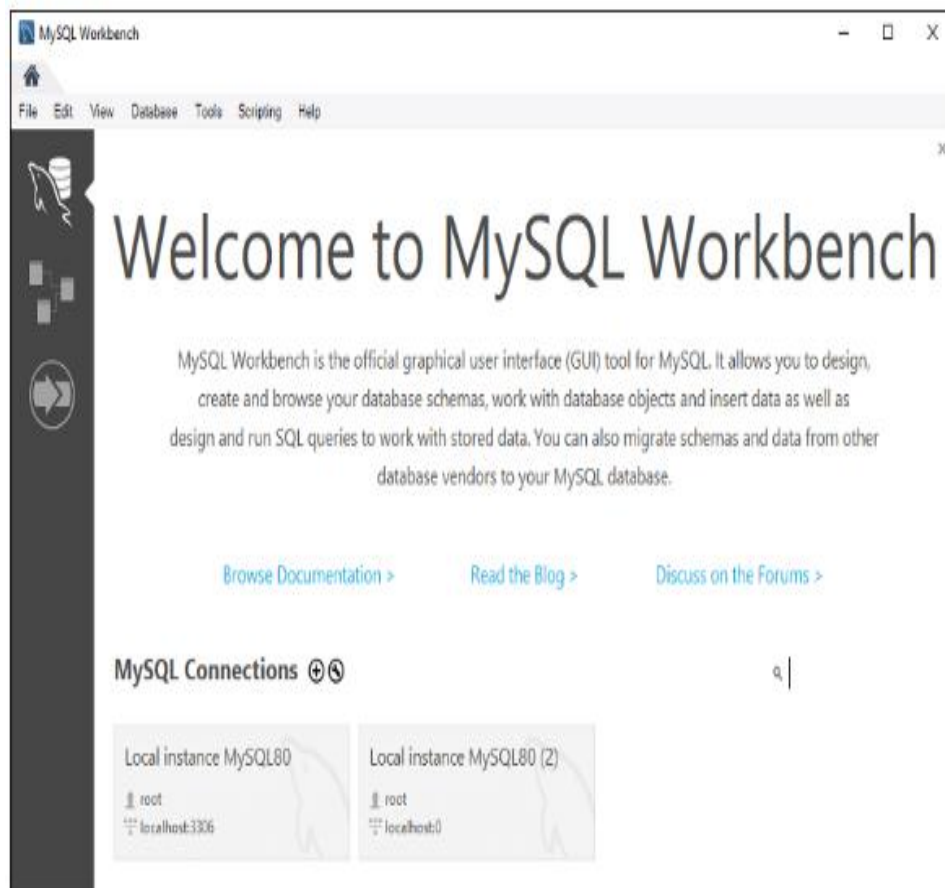 MySQL Workbench
File Edit View Database Tools Scripting Help
Welcome to MySQL Workbench
MySQL Workbench is the official graphical user interface (GUI) tool for MySQL. It allows you to design,
create and browse your database schemas, work with database objects and insert data as well as
design and run SQL queries to work with stored data. You can also migrate schemas and data from other
database vendors to your MySQL database.
Browse Documentation > Read the Blog > Discuss on the Forums >
MySQL Connections
Local instance MySQL80 Local instance MySQL80 (2)
root root
localhost:3306 localhost:0